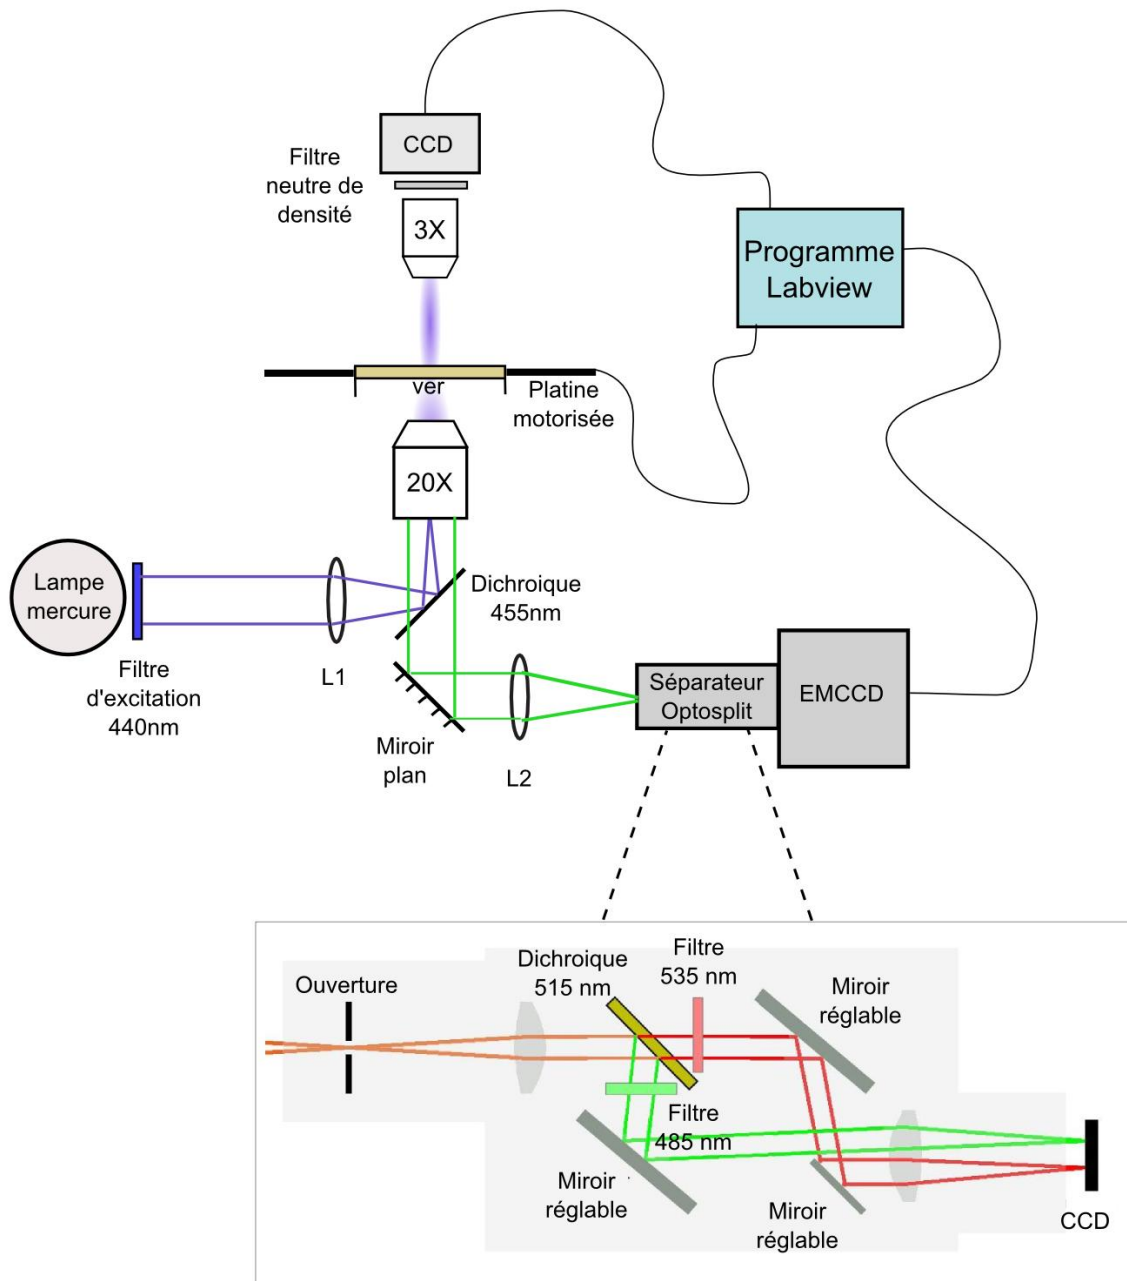 CCD
Filtre
neutre de
densité
3X
Programme
Labview
ver
Platine
motorisée
20X
Lampe
mercure
Dichroique
455nm
Filtre
d'excitation
440nm
L1
Séparateur
Optosplit
EMCCD
Miroir
plan
L2
Ouverture
Dichroique
515 nm
Filtre
535 nm
Miroir
réglable
Filtre
485 nm
Miroir
réglable
Miroir
réglable
CCD